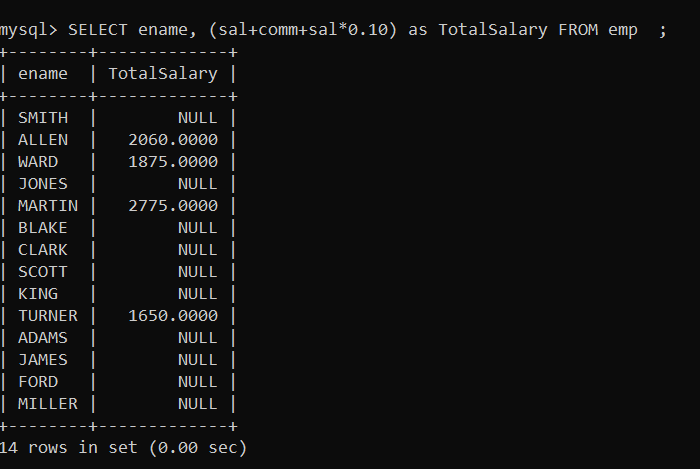 mysql> SELECT ename, (sal+comm+sal*0.10) as TotalSalary FROM emp  ;
+--------+-------------+
| ename  | TotalSalary |
+--------+-------------+
| SMITH  |        NULL |
| ALLEN  |   2060.0000 |
| WARD   |   1875.0000 |
| JONES  |        NULL |
| MARTIN |   2775.0000 |
| BLAKE  |        NULL |
| CLARK  |        NULL |
| SCOTT  |        NULL |
| KING   |        NULL |
| TURNER |   1650.0000 |
| ADAMS  |        NULL |
| JAMES  |        NULL |
| FORD   |        NULL |
| MILLER |        NULL |
+--------+-------------+
14 rows in set (0.00 sec)